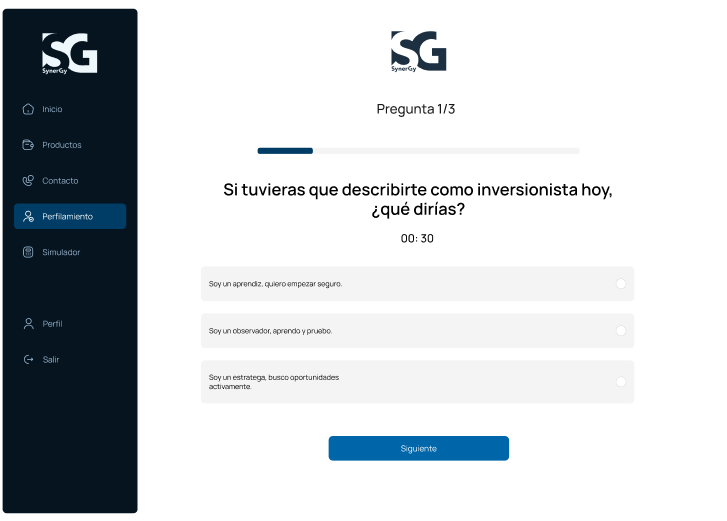 SG
SynerGy
Inicio
Productos
Contacto
Perfilamiento
Simulador
Perfil
Salir
SG
SynerGy
Pregunta 1/3
Si tuvieras que describirte como inversionista hoy,
¿qué dirías?
00: 30
Soy un aprendiz, quiero empezar seguro.
Soy un observador, aprendo y pruebo.
Soy un estratega, busco oportunidades
activamente.
Siguiente